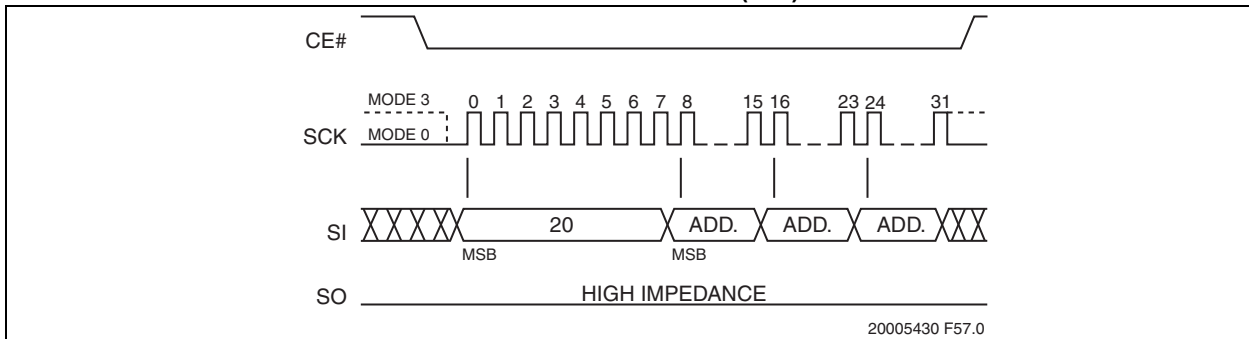 CE#
MODE 3
0 1 2 3 4 5 6 7 8 15 16 23 24 31
SCK MODE 0
SI 20 ADD. ADD. ADD.
MSB MSB
SO HIGH IMPEDANCE
20005430 F57.0